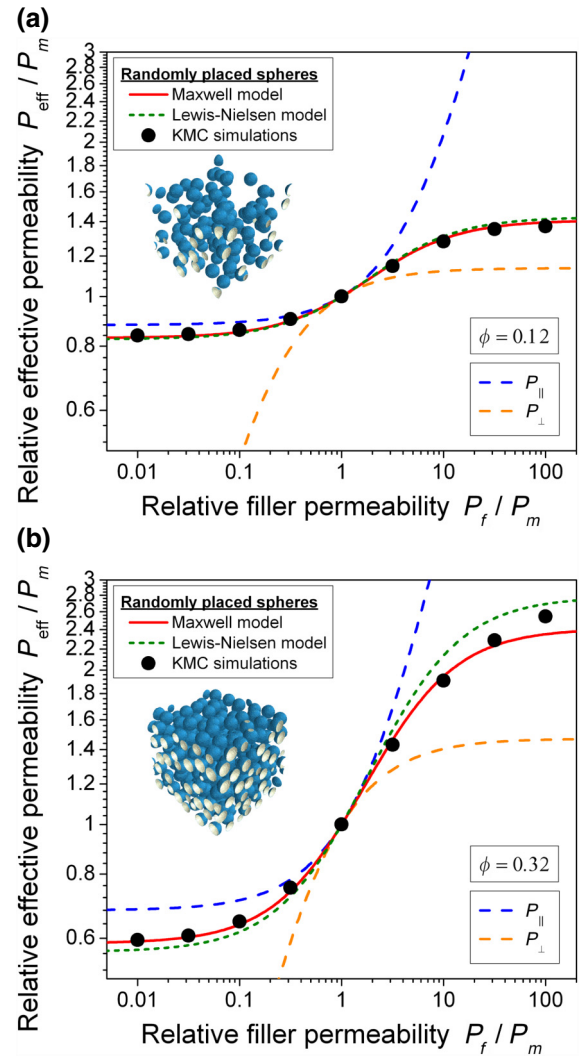 (a)
3
2.8
2.6
2.4
2.2
2
1.8
1.6
1.4
1.2
1
0.8
0.6
Relative effective permeability P_eff / P_m
Randomly placed spheres
Maxwell model
Lewis-Nielsen model
KMC simulations
ϕ = 0.12
P_∥
P_⊥
0.01 0.1 1 10 100
Relative filler permeability P_f / P_m
(b)
3
2.8
2.6
2.4
2.2
2
1.8
1.6
1.4
1.2
1
0.8
0.6
Relative effective permeability P_eff / P_m
Randomly placed spheres
Maxwell model
Lewis-Nielsen model
KMC simulations
ϕ = 0.32
P_∥
P_⊥
0.01 0.1 1 10 100
Relative filler permeability P_f / P_m